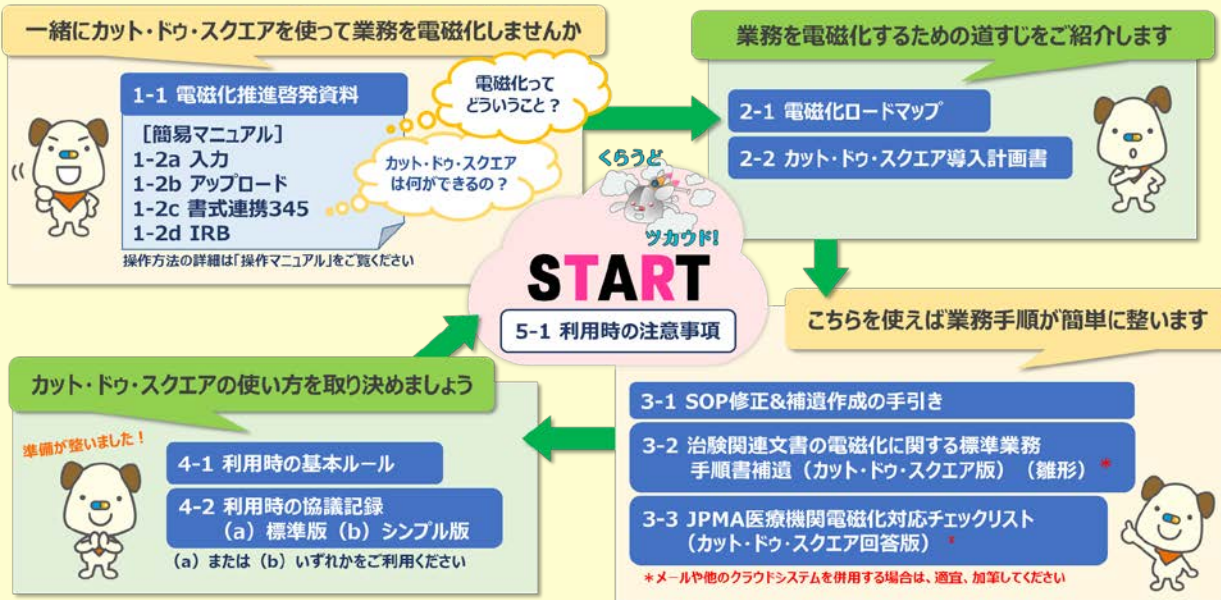 一緒にカット・ドゥ・スクエアを使って業務を電磁化しませんか
1-1 電磁化推進啓発資料
［簡易マニュアル］
1-2a 入力
1-2b アップロード
1-2c 書式連携345
1-2d IRB
操作方法の詳細は「操作マニュアル」をご覧ください
電磁化って
どういうこと？
カット・ドゥ・スクエア
は何ができるの？
業務を電磁化するための道すじをご紹介します
2-1 電磁化ロードマップ
2-2 カット・ドゥ・スクエア導入計画書
くらうど
ツカウド!
START
5-1 利用時の注意事項
こちらを使えば業務手順が簡単に整います
3-1 SOP修正&補遺作成の手引き
3-2 治験関連文書の電磁化に関する標準業務
手順書補遺（カット・ドゥ・スクエア版）（雛形）*
3-3 JPMA医療機関電磁化対応チェックリスト
（カット・ドゥ・スクエア回答版）*
＊メールや他のクラウドシステムを併用する場合は、適宜、加筆してください
カット・ドゥ・スクエアの使い方を取り決めましょう
準備が整いました！
4-1 利用時の基本ルール
4-2 利用時の協議記録
（a）標準版（b）シンプル版
（a）または（b）いずれかをご利用ください